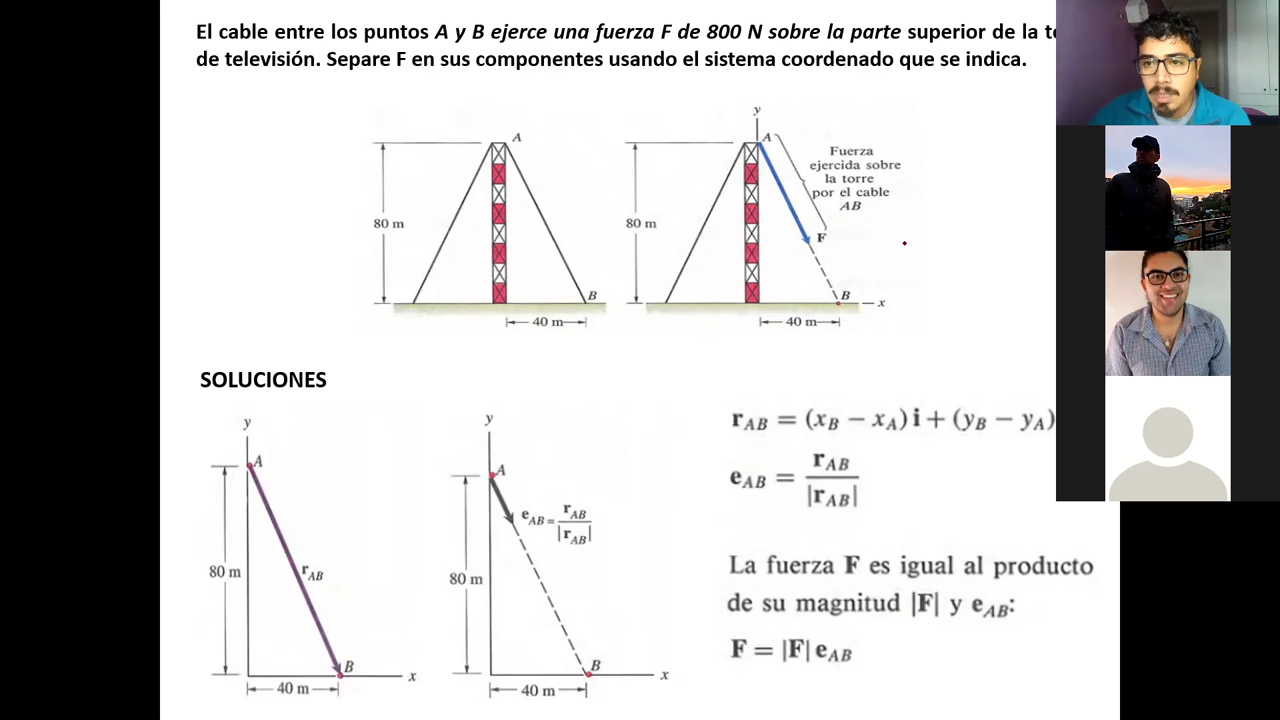 El cable entre los puntos A y B ejerce una fuerza F de 800 N sobre la parte superior de la
de televisión. Separe F en sus componentes usando el sistema coordenado que se indica.
A
80 m
B
40 m
y
A
Fuerza
ejercida sobre
la torre
por el cable
AB
80 m
F
B
x
40 m
SOLUCIONES
y
A
80 m
r_AB
B
x
40 m
y
A
e_AB = r_AB / |r_AB|
80 m
B
x
40 m
r_AB = (x_B − x_A) i + (y_B − y_A)
e_AB = r_AB / |r_AB|
La fuerza F es igual al producto
de su magnitud |F| y e_AB:
F = |F| e_AB